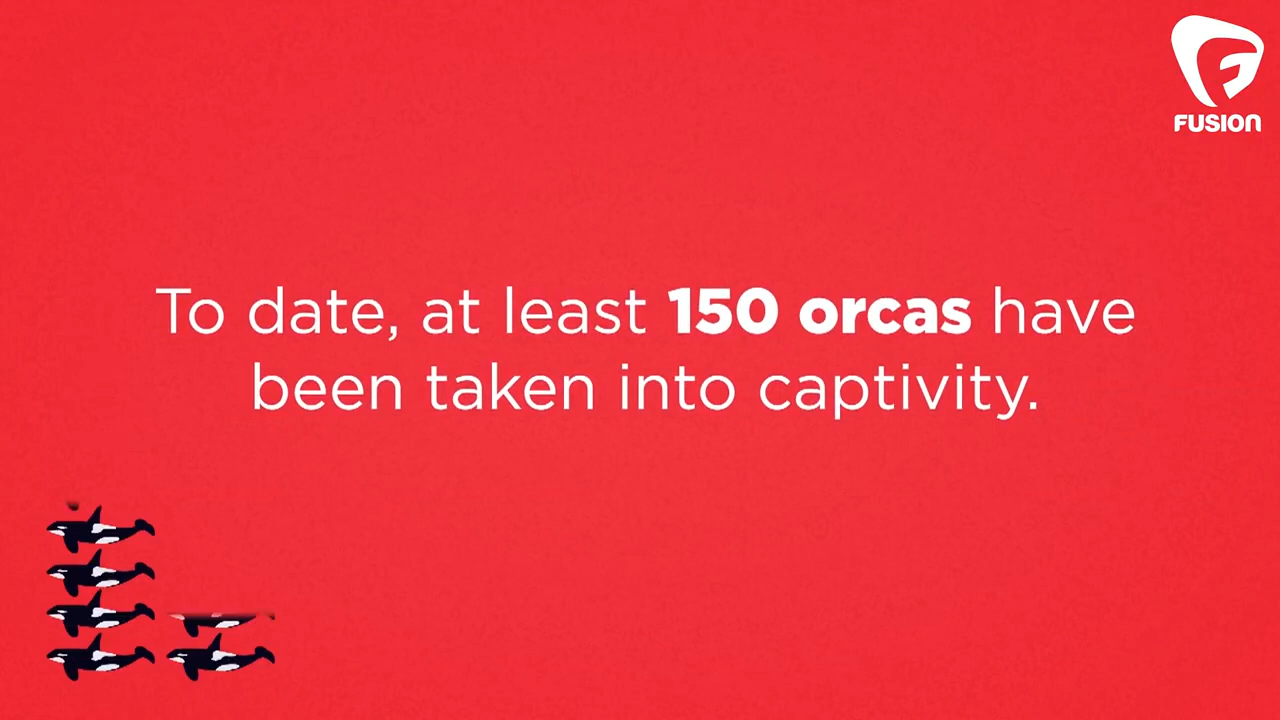 FUSION
To date, at least 150 orcas have
been taken into captivity.